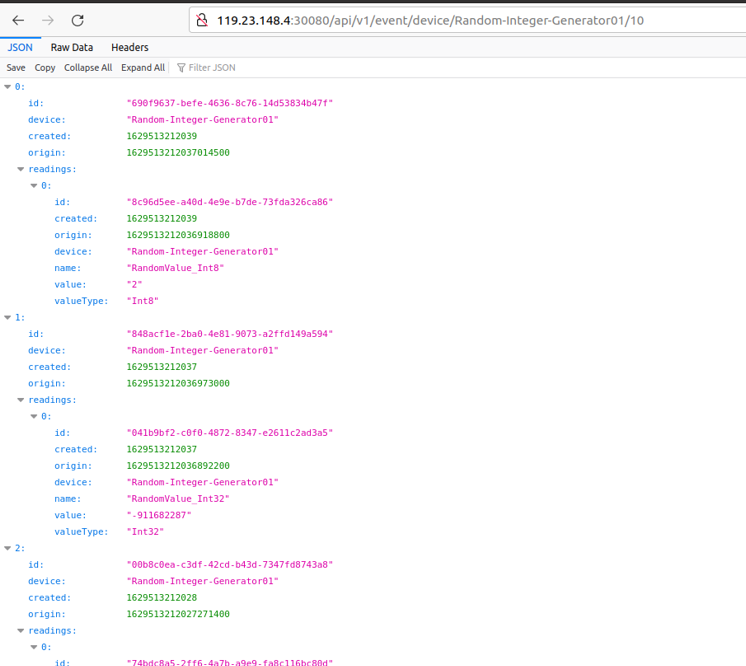 119.23.148.4:30080/api/v1/event/device/Random-Integer-Generator01/10
JSON Raw Data Headers
Save Copy Collapse All Expand All Filter JSON
0:
id: "690f9637-befe-4636-8c76-14d53834b47f"
device: "Random-Integer-Generator01"
created: 1629513212039
origin: 1629513212037014500
readings:
0:
id: "8c96d5ee-a40d-4e9e-b7de-73fda326ca86"
created: 1629513212039
origin: 1629513212036918800
device: "Random-Integer-Generator01"
name: "RandomValue_Int8"
value: "2"
valueType: "Int8"
1:
id: "848acf1e-2ba0-4e81-9073-a2ffd149a594"
device: "Random-Integer-Generator01"
created: 1629513212037
origin: 1629513212036973000
readings:
0:
id: "041b9bf2-c0f0-4872-8347-e2611c2ad3a5"
created: 1629513212037
origin: 1629513212036892200
device: "Random-Integer-Generator01"
name: "RandomValue_Int32"
value: "-911682287"
valueType: "Int32"
2:
id: "00b8c0ea-c3df-42cd-b43d-7347fd8743a8"
device: "Random-Integer-Generator01"
created: 1629513212028
origin: 1629513212027271400
readings:
0:
id: "74bdc8a5-2ff6-4a7b-a9e9-fa8c116bc80d"